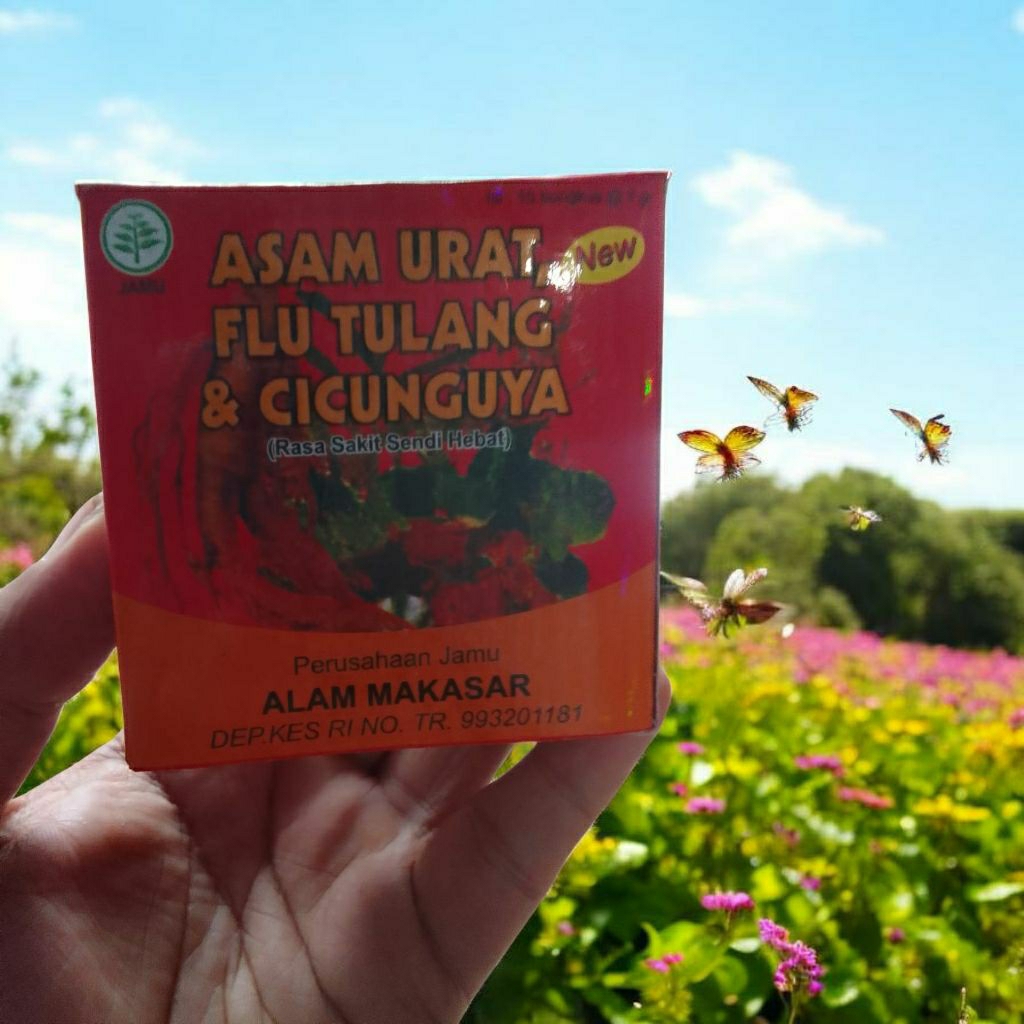 ASAM URAT,
New
FLU TULANG
& CICUNGUYA
(Rasa Sakit Sendi Hebat)
JAMU
Perusahaan Jamu
ALAM MAKASAR
DEP.KES RI NO. TR. 993201181